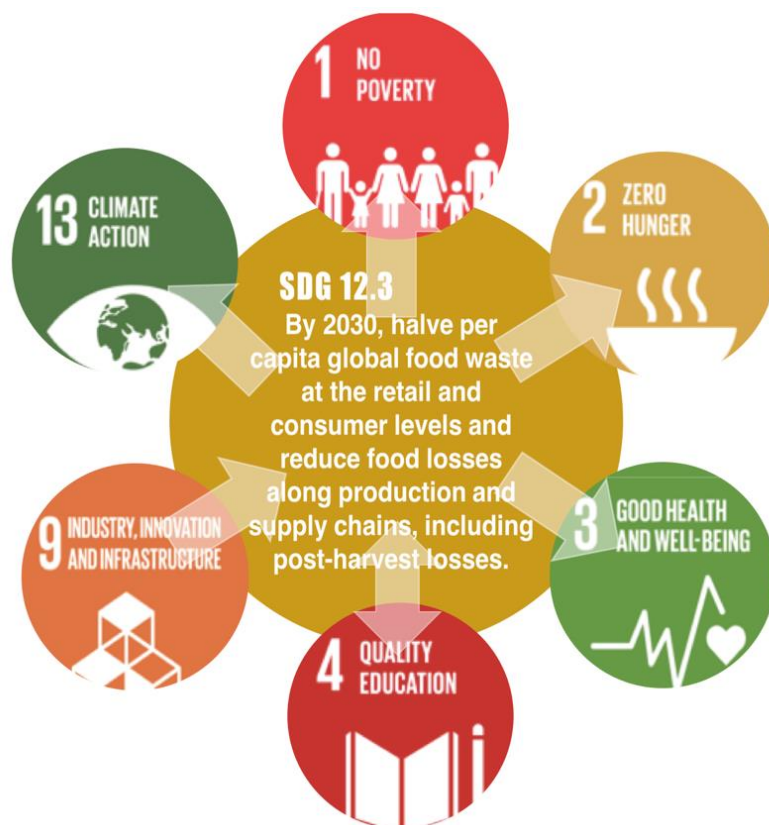 1 NO
POVERTY
13 CLIMATE
ACTION
2 ZERO
HUNGER
SDG 12.3
By 2030, halve per
capita global food waste
at the retail and
consumer levels and
reduce food losses
along production and
supply chains, including
post-harvest losses.
9 INDUSTRY, INNOVATION
AND INFRASTRUCTURE
3 GOOD HEALTH
AND WELL-BEING
4 QUALITY
EDUCATION